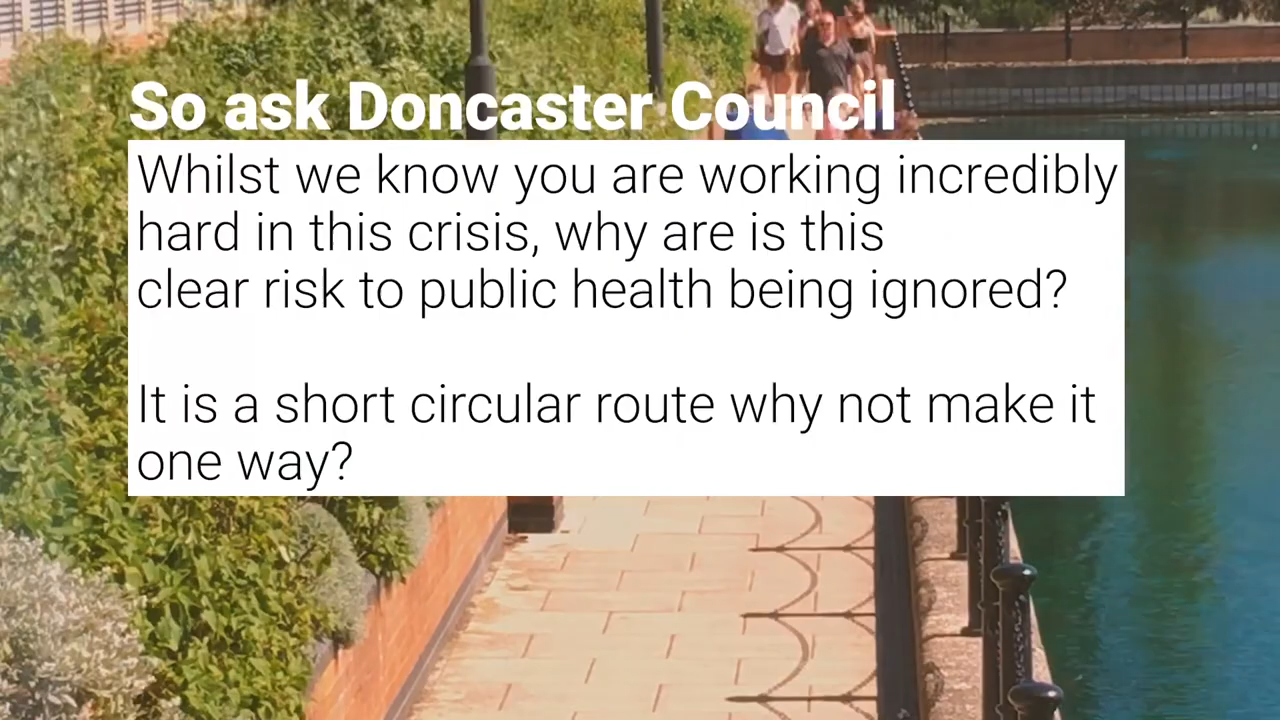 So ask Doncaster Council
Whilst we know you are working incredibly
hard in this crisis, why are is this
clear risk to public health being ignored?
It is a short circular route why not make it
one way?